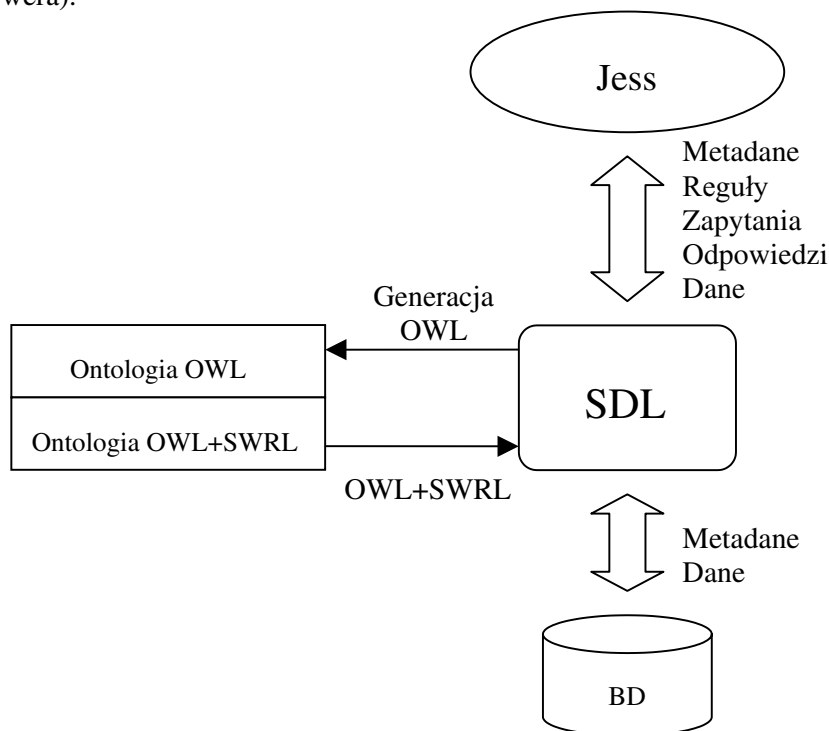 wera).
Jess
Metadane
Reguły
Zapytania
Odpowiedzi
Dane
Generacja
OWL
Ontologia OWL
SDL
Ontologia OWL+SWRL
OWL+SWRL
Metadane
Dane
BD